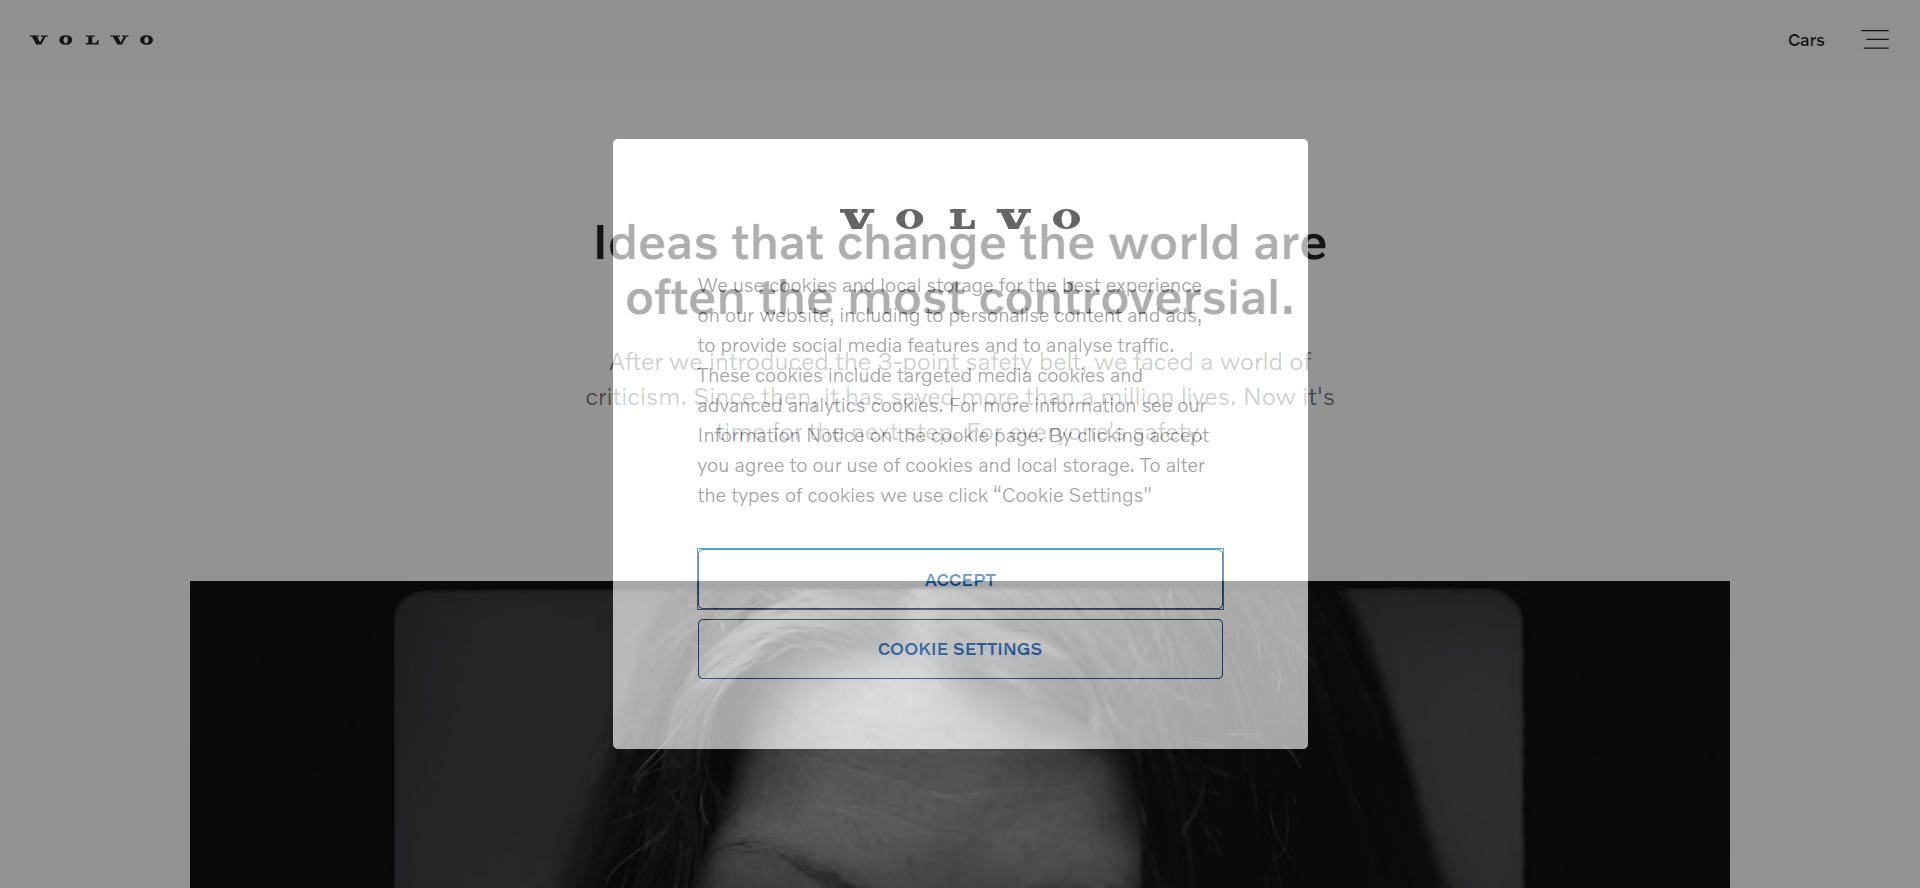 VOLVO
Cars
VOLVO
Ideas that change the world are
often the most controversial.
After we introduced the 3-point safety belt, we faced a world of
criticism. Since then, it has saved more than a million lives. Now it's
time for the next step. For everyone's safety.
We use cookies and local storage for the best experience
on our website, including to personalise content and ads,
to provide social media features and to analyse traffic.
These cookies include targeted media cookies and
advanced analytics cookies. For more information see our
Information Notice on the cookie page. By clicking accept
you agree to our use of cookies and local storage. To alter
the types of cookies we use click “Cookie Settings"
ACCEPT
COOKIE SETTINGS